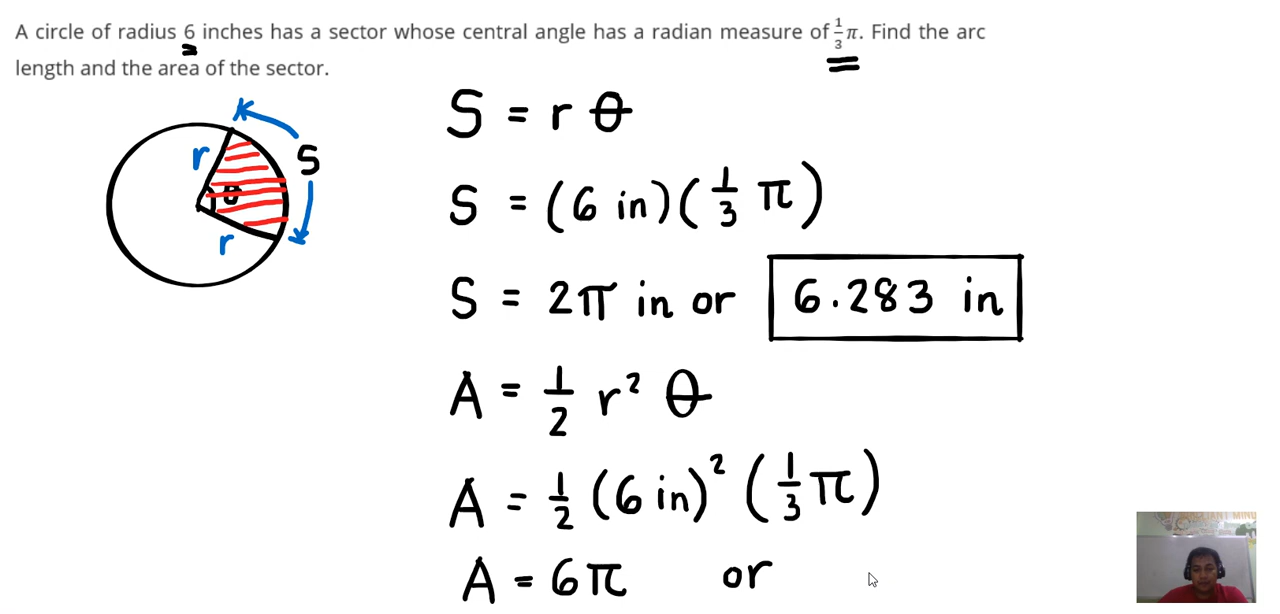 A circle of radius 6 inches has a sector whose central angle has a radian measure of 1/3 π. Find the arc
length and the area of the sector.
r
S
θ
r
S = r θ
S = (6 in)(1/3 π)
S = 2π in or 6.283 in
A = 1/2 r² θ
A = 1/2 (6 in)² (1/3 π)
A = 6π or